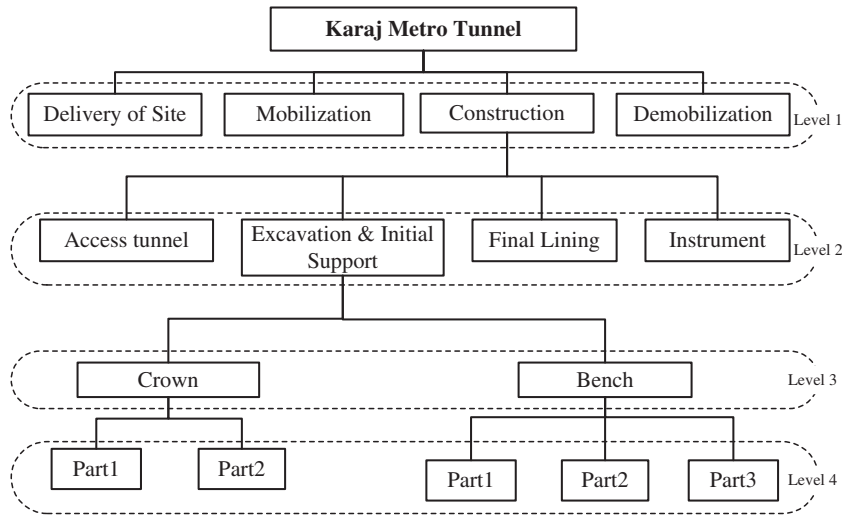 Karaj Metro Tunnel
Delivery of Site
Mobilization
Construction
Demobilization
Level 1
Access tunnel
Excavation & Initial
Support
Final Lining
Instrument
Level 2
Crown
Bench
Level 3
Part1
Part2
Part1
Part2
Part3
Level 4